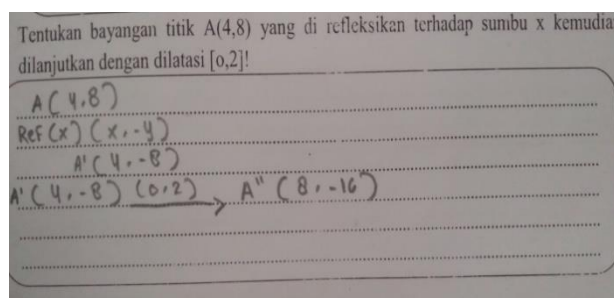 Tentukan bayangan titik A(4,8) yang di refleksikan terhadap sumbu x kemudia
dilanjutkan dengan dilatasi [o,2]!
A (4,8)
Ref (x) (x, -y)
A' (4, -8)
A' (4, -8) (0,2) → A" (8, -16)